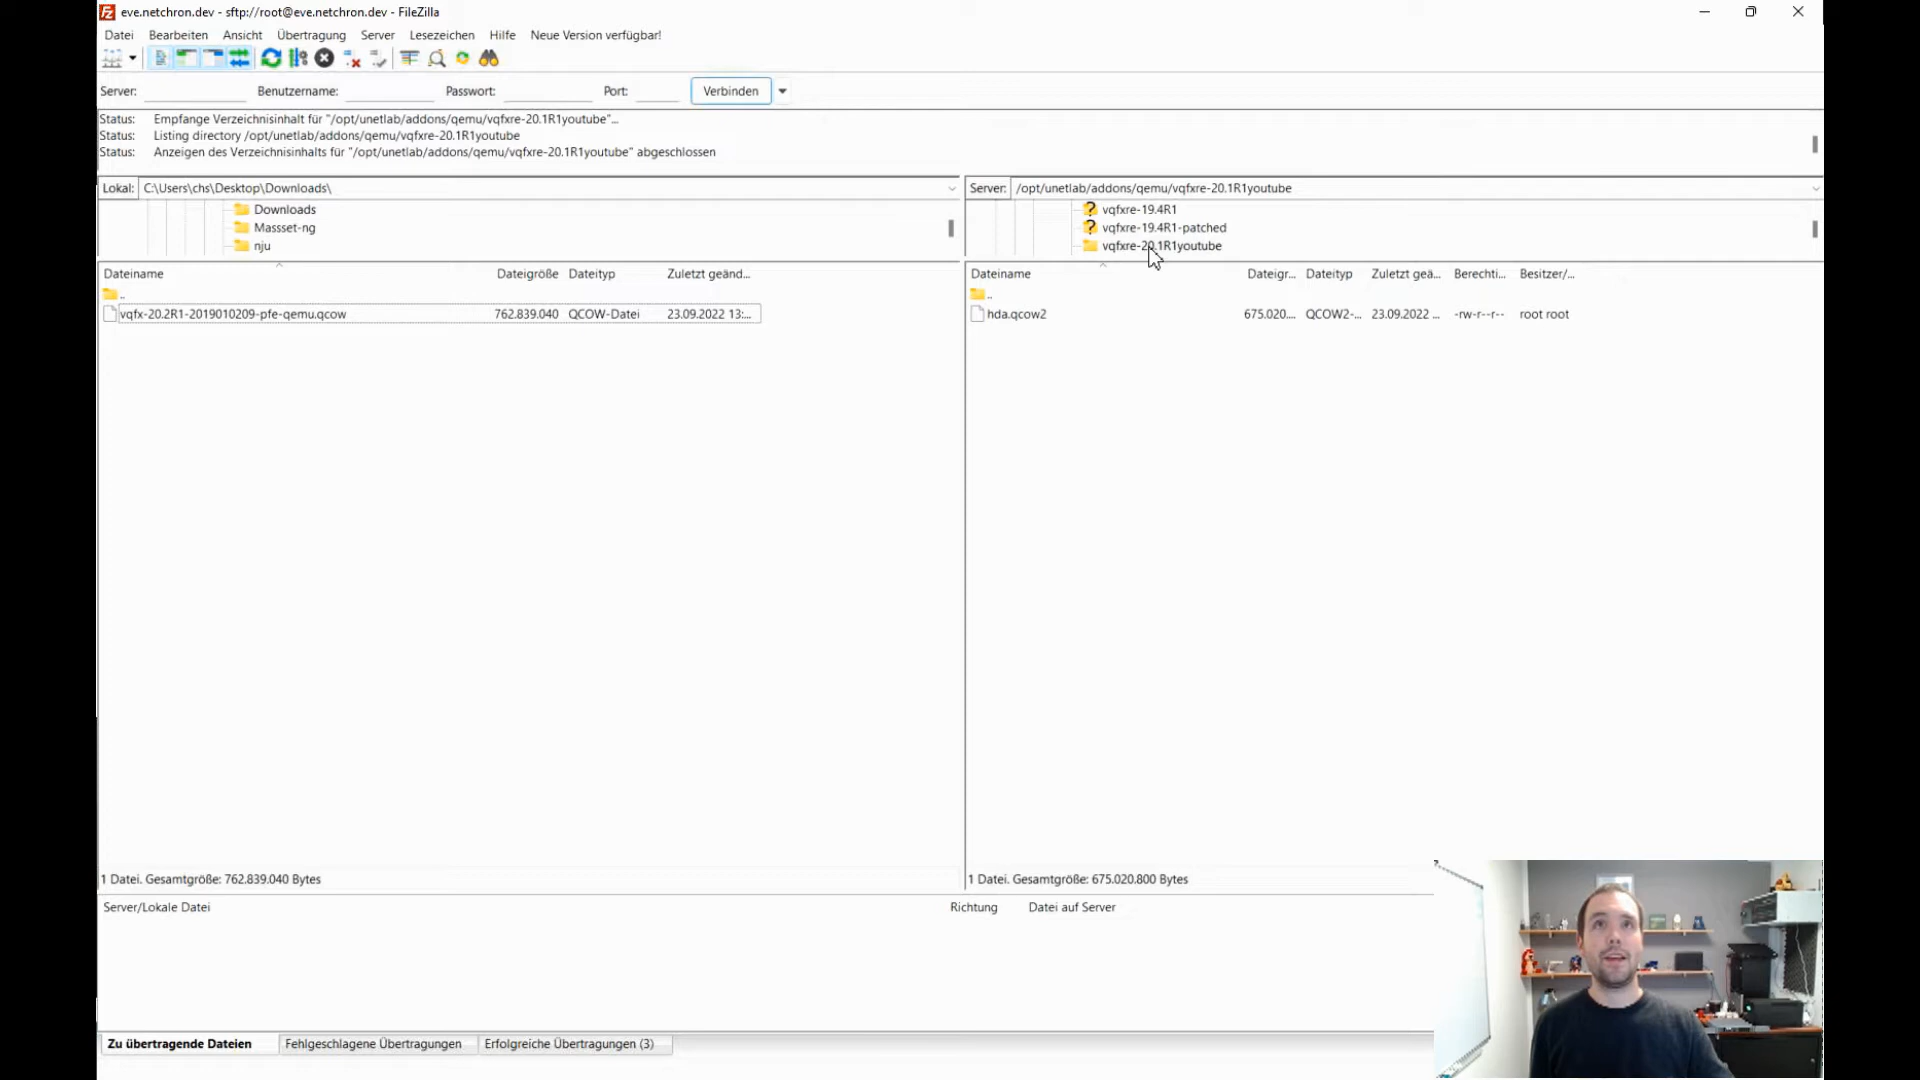 eve.netchron.dev - sftp://root@eve.netchron.dev - FileZilla
Datei Bearbeiten Ansicht Übertragung Server Lesezeichen Hilfe Neue Version verfügbar!
Server: Benutzername: Passwort: Port: Verbinden
Status: Empfange Verzeichnisinhalt für "/opt/unetlab/addons/qemu/vqfxre-20.1R1youtube"...
Status: Listing directory /opt/unetlab/addons/qemu/vqfxre-20.1R1youtube
Status: Anzeigen des Verzeichnisinhalts für "/opt/unetlab/addons/qemu/vqfxre-20.1R1youtube" abgeschlossen
Lokal: C:\Users\chs\Desktop\Downloads\
Downloads
Massset-ng
nju
Dateiname Dateigröße Dateityp Zuletzt geänd...
..
vqfx-20.2R1-2019010209-pfe-qemu.qcow 762.839.040 QCOW-Datei 23.09.2022 13:...
1 Datei. Gesamtgröße: 762.839.040 Bytes
Server: /opt/unetlab/addons/qemu/vqfxre-20.1R1youtube
vqfxre-19.4R1
vqfxre-19.4R1-patched
vqfxre-20.1R1youtube
Dateiname Dateigr... Dateityp Zuletzt geä... Berechti... Besitzer/...
..
hda.qcow2 675.020.... QCOW2-... 23.09.2022 ... -rw-r--r-- root root
1 Datei. Gesamtgröße: 675.020.800 Bytes
Server/Lokale Datei Richtung Datei auf Server
Zu übertragende Dateien Fehlgeschlagene Übertragungen Erfolgreiche Übertragungen (3)